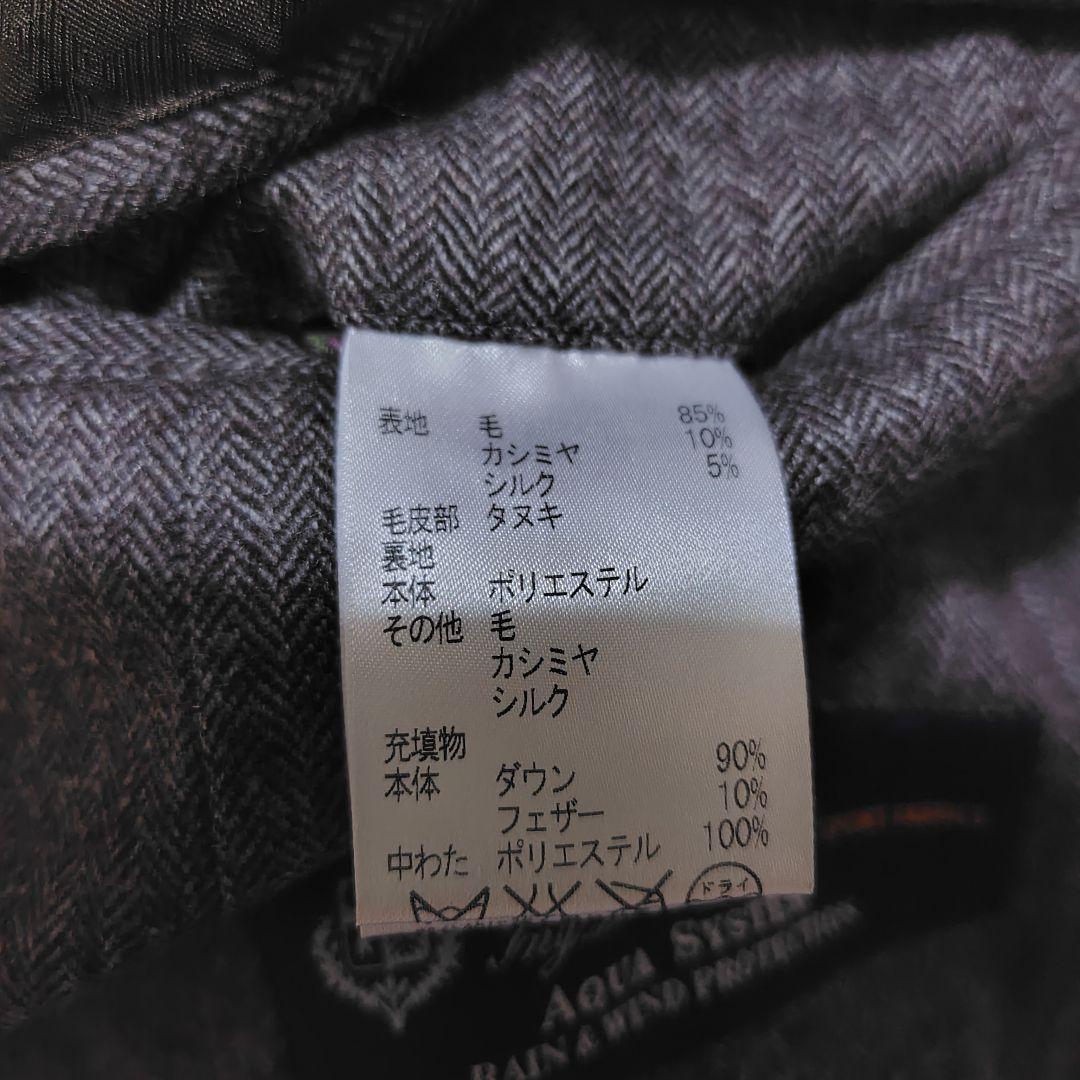 表地 毛 85%
カシミヤ 10%
シルク 5%
毛皮部 タヌキ
裏地
本体 ポリエステル
その他 毛
カシミヤ
シルク
充填物
本体 ダウン 90%
フェザー 10%
中わた ポリエステル 100%
ドライ
AQUA
RAIN & WIND PROTECTION